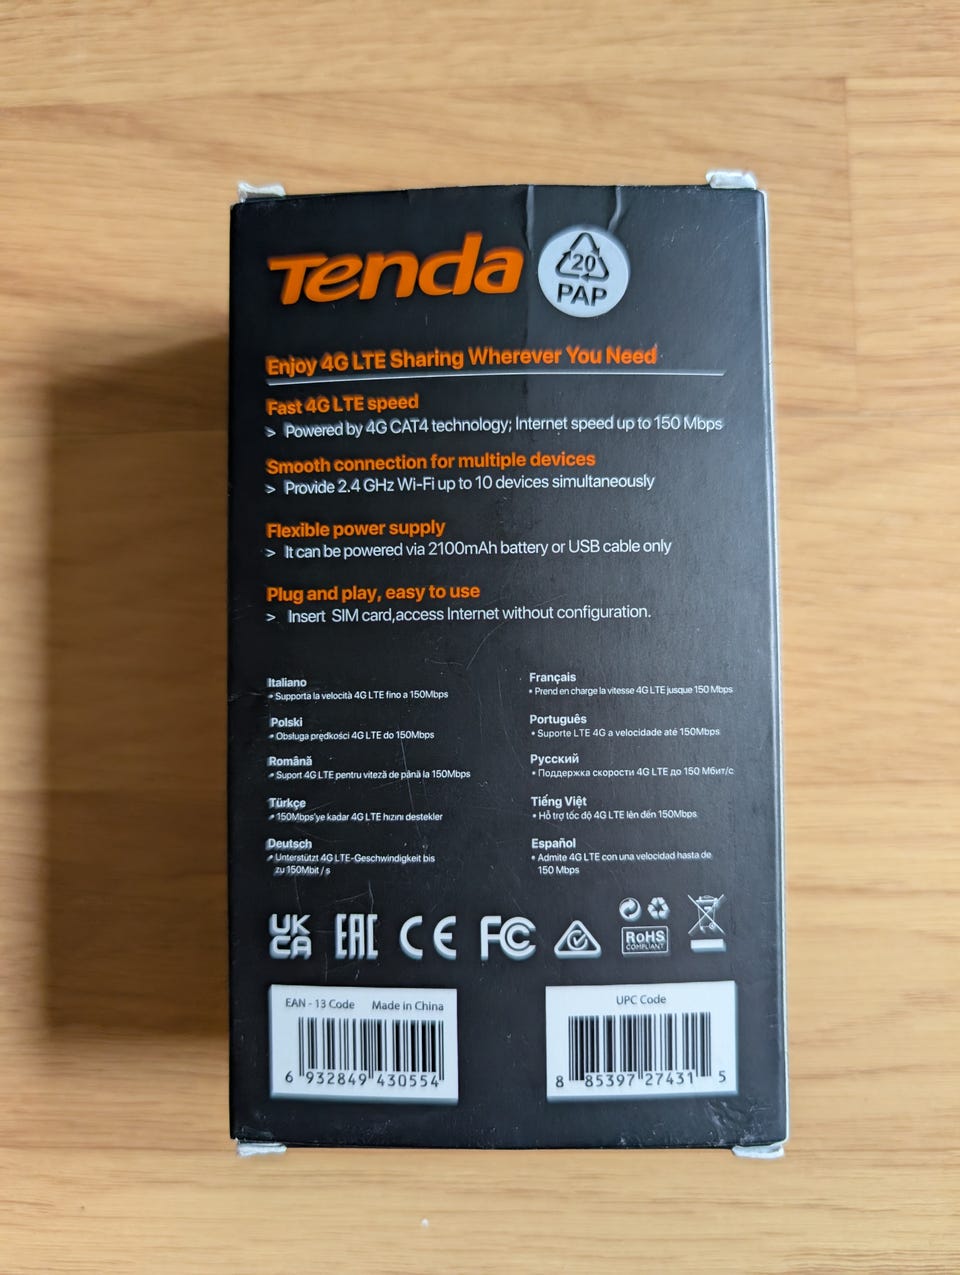 Tenda
20
PAP
Enjoy 4G LTE Sharing Wherever You Need
Fast 4G LTE speed
> Powered by 4G CAT4 technology; Internet speed up to 150 Mbps
Smooth connection for multiple devices
> Provide 2.4 GHz Wi-Fi up to 10 devices simultaneously
Flexible power supply
> It can be powered via 2100mAh battery or USB cable only
Plug and play, easy to use
> Insert SIM card,access Internet without configuration.
Italiano
• Supporta la velocità 4G LTE fino a 150Mbps
Polski
• Obsługa prędkości 4G LTE do 150Mbps
Română
• Suport 4G LTE pentru viteză de până la 150Mbps
Türkçe
• 150Mbps'ye kadar 4G LTE hızını destekler
Deutsch
• Unterstützt 4G LTE-Geschwindigkeit bis
zu 150Mbit / s
Français
• Prend en charge la vitesse 4G LTE jusque 150 Mbps
Português
• Suporte LTE 4G a velocidade até 150Mbps
Русский
• Поддержка скорости 4G LTE до 150 Мбит/с
Tiếng Việt
• Hỗ trợ tốc độ 4G LTE lên đến 150Mbps
Español
• Admite 4G LTE con una velocidad hasta de
150 Mbps
UK
CA
EAC
CE
FC
RoHS
COMPLIANT
EAN - 13 Code Made in China
6 932849 430554
UPC Code
8 85397 27431 5